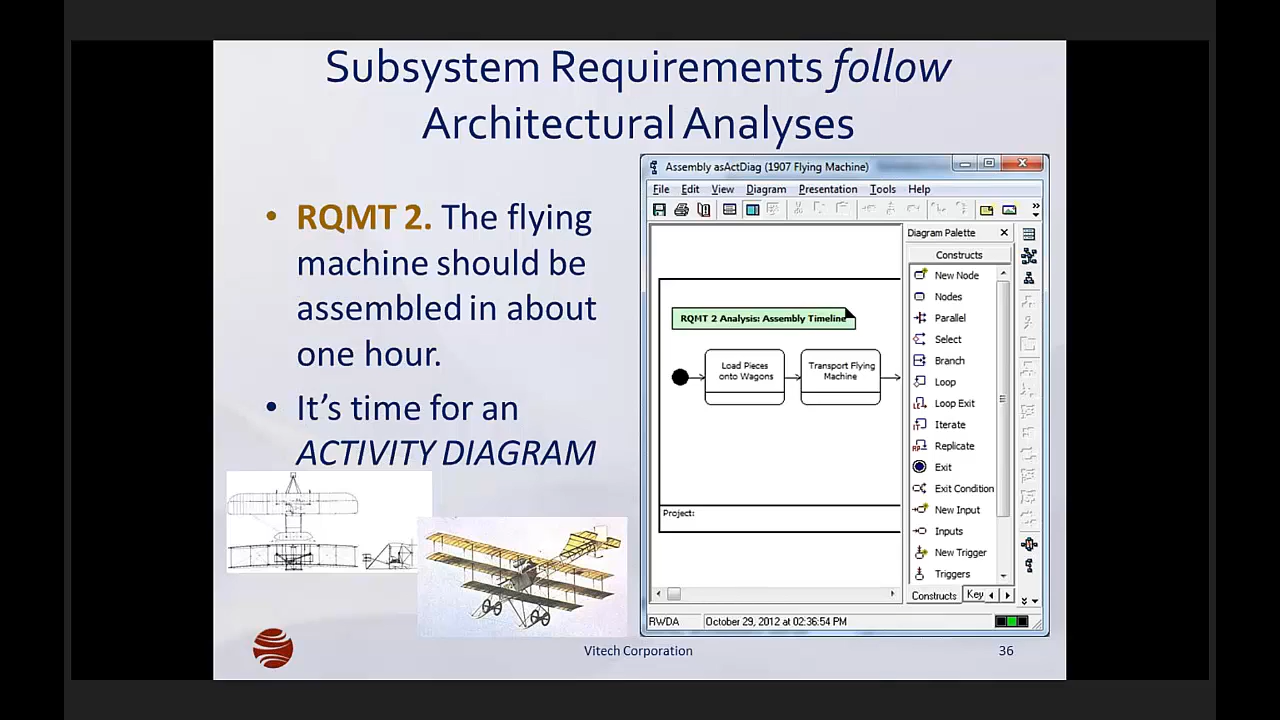 Subsystem Requirements follow
Architectural Analyses
• RQMT 2. The flying
machine should be
assembled in about
one hour.
• It's time for an
ACTIVITY DIAGRAM
Assembly asActDiag (1907 Flying Machine)
File Edit View Diagram Presentation Tools Help
Diagram Palette
Constructs
New Node
Nodes
Parallel
Select
Branch
Loop
Loop Exit
Iterate
Replicate
Exit
Exit Condition
New Input
Inputs
New Trigger
Triggers
Constructs Key
RQMT 2 Analysis: Assembly Timeline
Load Pieces
onto Wagons
Transport Flying
Machine
Project:
RWDA October 29, 2012 at 02:36:54 PM
Vitech Corporation 36